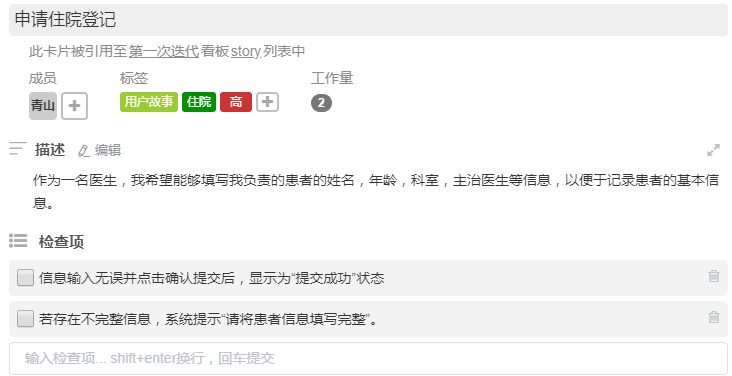 申请住院登记
此卡片被引用至第一次迭代看板story列表中
成员 标签 工作量
青山 用户故事 住院 高 2
描述 编辑
作为一名医生，我希望能够填写我负责的患者的姓名，年龄，科室，主治医生等信息，以便于记录患者的基本信
息。
检查项
信息输入无误并点击确认提交后，显示为“提交成功”状态
若存在不完整信息，系统提示“请将患者信息填写完整”。
输入检查项... shift+enter换行，回车提交